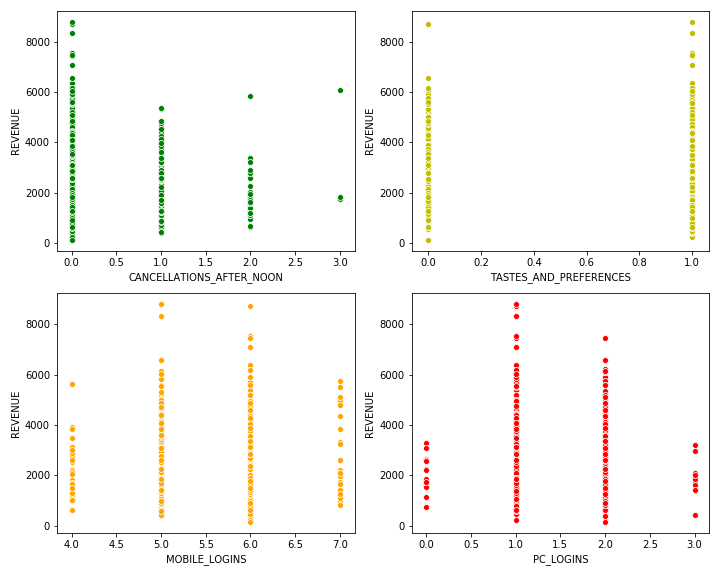 8000
6000
4000
2000
0
REVENUE
0.0 0.5 1.0 1.5 2.0 2.5 3.0
CANCELLATIONS_AFTER_NOON
8000
6000
4000
2000
0
REVENUE
0.0 0.2 0.4 0.6 0.8 1.0
TASTES_AND_PREFERENCES
8000
6000
4000
2000
0
REVENUE
4.0 4.5 5.0 5.5 6.0 6.5 7.0
MOBILE_LOGINS
8000
6000
4000
2000
0
REVENUE
0.0 0.5 1.0 1.5 2.0 2.5 3.0
PC_LOGINS